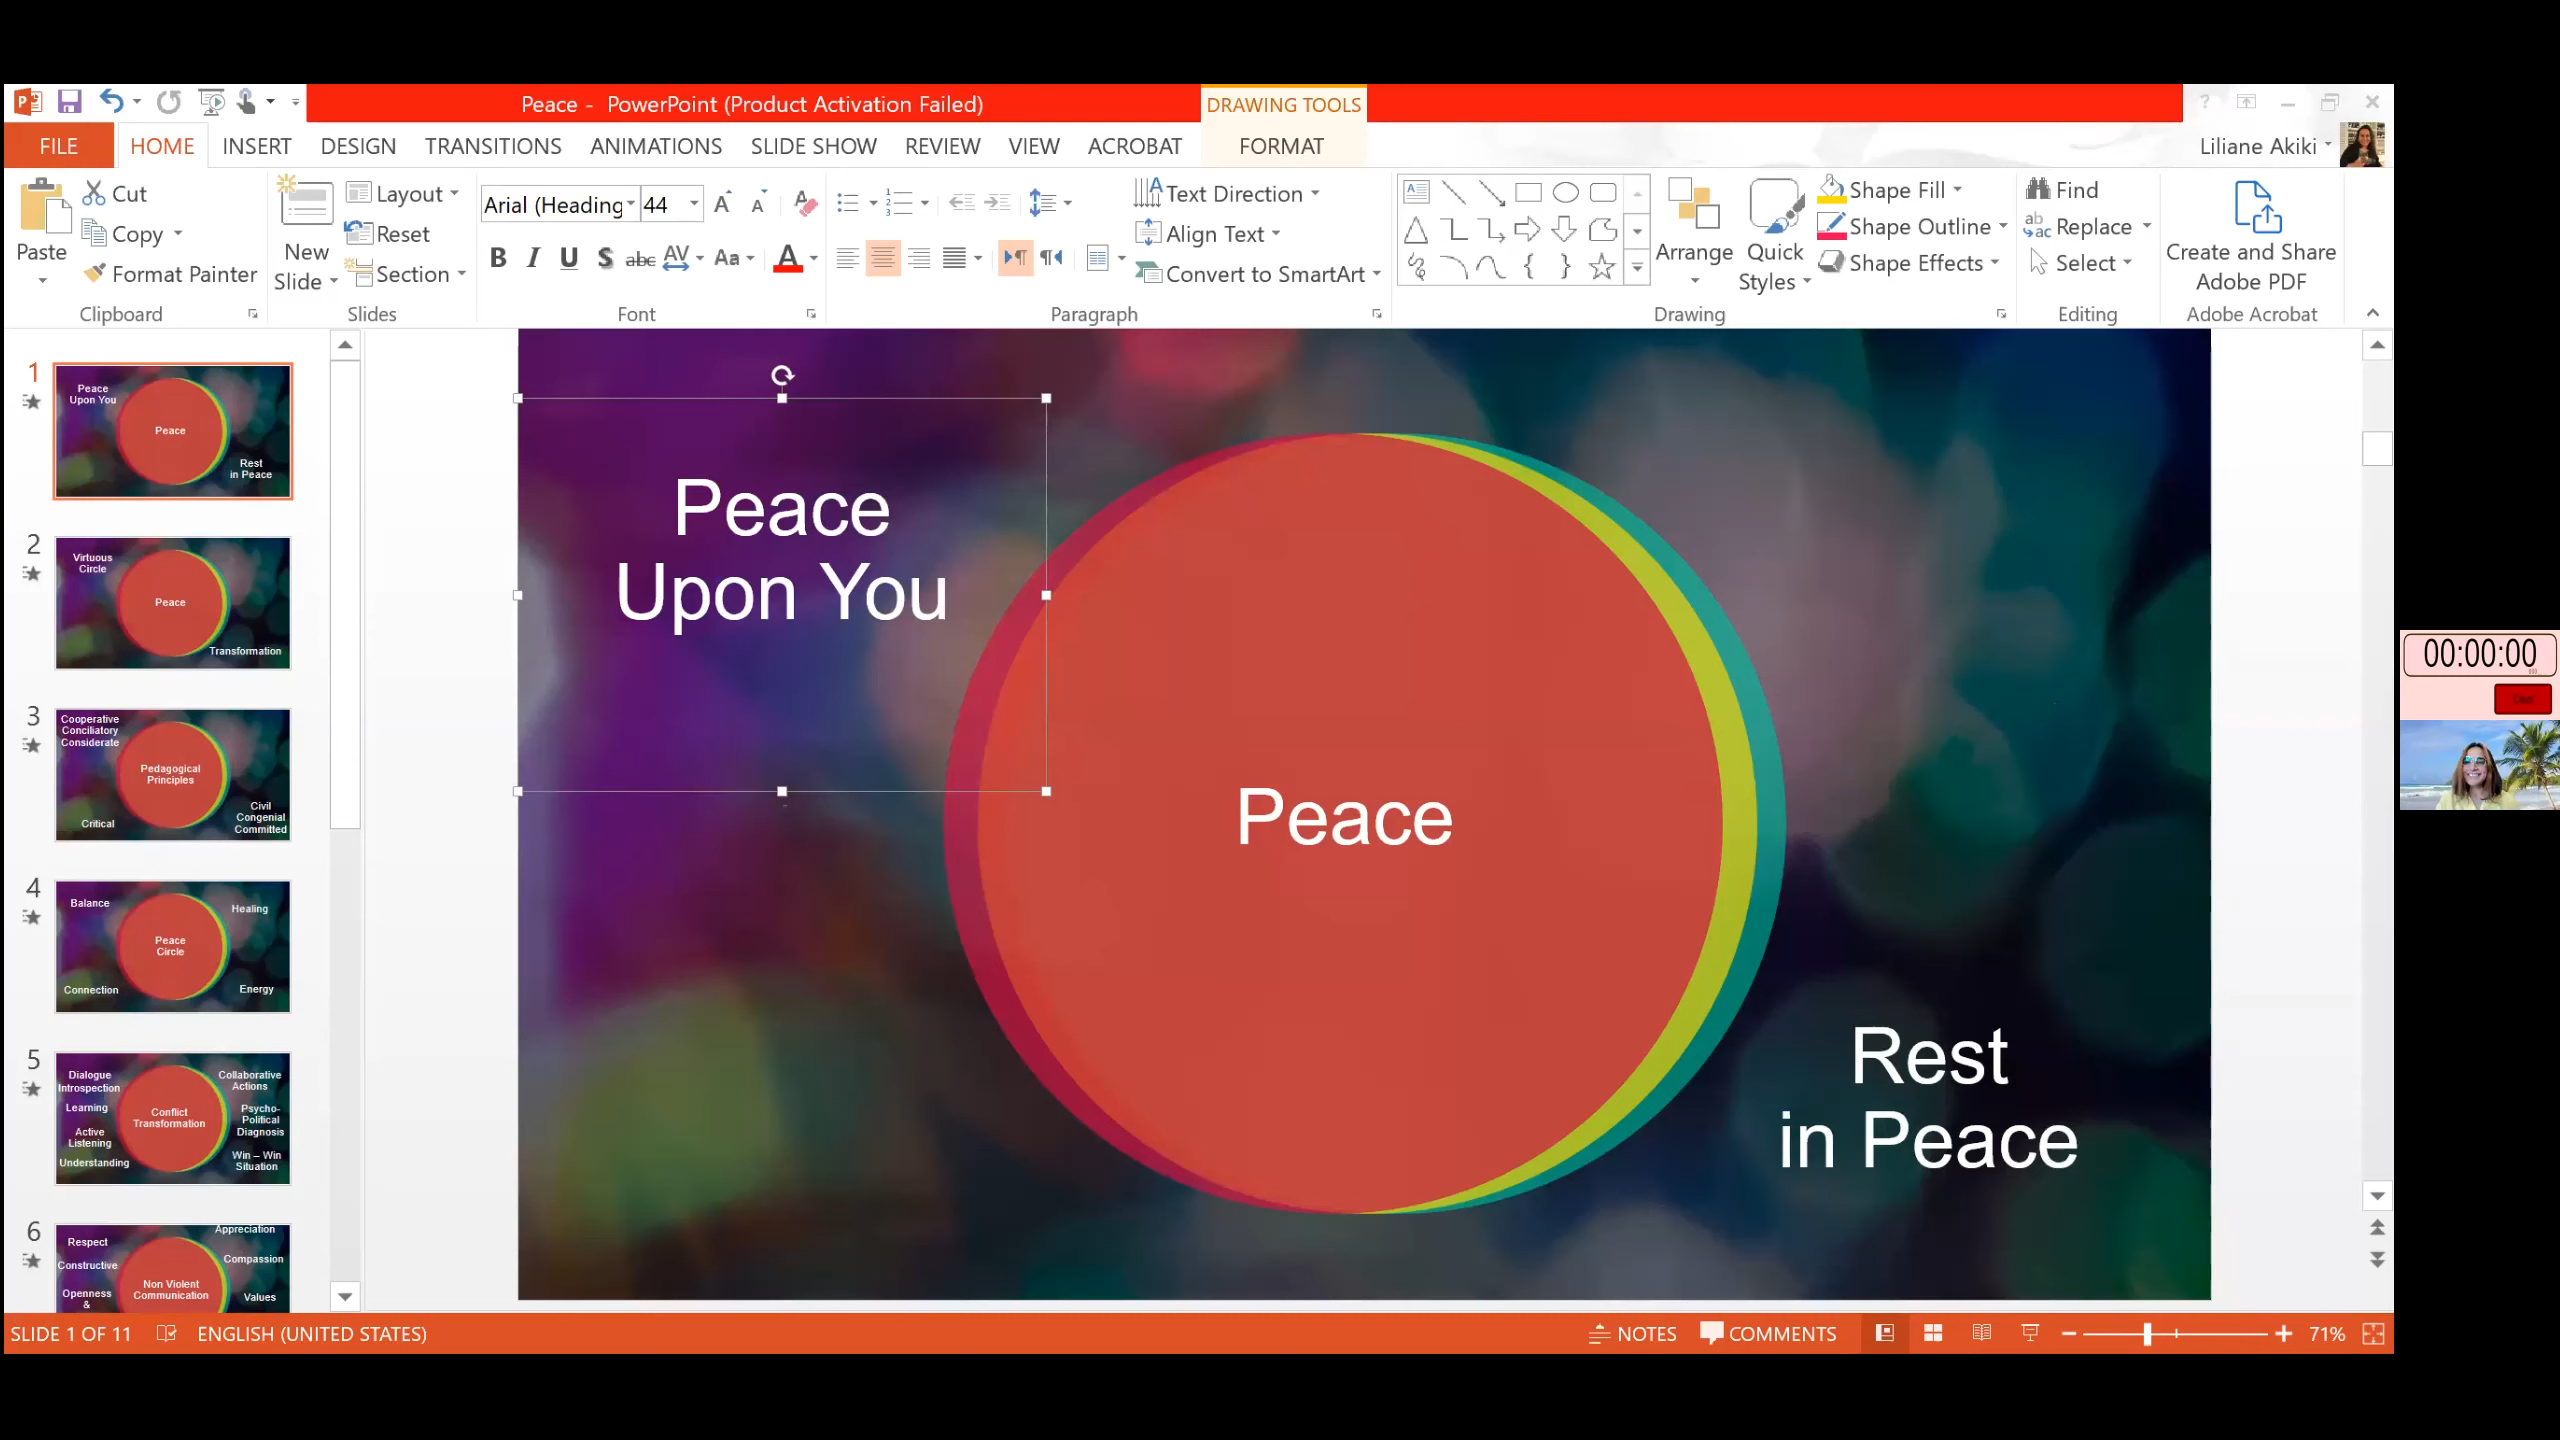 Peace - PowerPoint (Product Activation Failed)
DRAWING TOOLS
FILE
HOME
INSERT
DESIGN
TRANSITIONS
ANIMATIONS
SLIDE SHOW
REVIEW
VIEW
ACROBAT
FORMAT
Liliane Akiki
Paste
Cut
Copy
Format Painter
Clipboard
New
Slide
Layout
Reset
Section
Slides
Arial (Heading
44
Font
Text Direction
Align Text
Convert to SmartArt
Paragraph
Arrange
Quick
Styles
Shape Fill
Shape Outline
Shape Effects
Drawing
Find
Replace
Select
Editing
Create and Share
Adobe PDF
Adobe Acrobat
1
Peace
Upon You
Peace
Rest
in Peace
2
Virtuous
Circle
Peace
Transformation
3
Cooperative
Conciliatory
Considerate
Pedagogical
Principles
Critical
Civil
Congenial
Committed
4
Balance
Healing
Peace
Circle
Connection
Energy
5
Dialogue
Introspection
Learning
Active
Listening
Understanding
Conflict
Transformation
Collaborative
Actions
Psycho-
Political
Diagnosis
Win – Win
Situation
6
Respect
Constructive
Openness
&
Non Violent
Communication
Appreciation
Compassion
Values
Peace
Upon You
Peace
Rest
in Peace
00:00:00
SLIDE 1 OF 11
ENGLISH (UNITED STATES)
NOTES
COMMENTS
71%